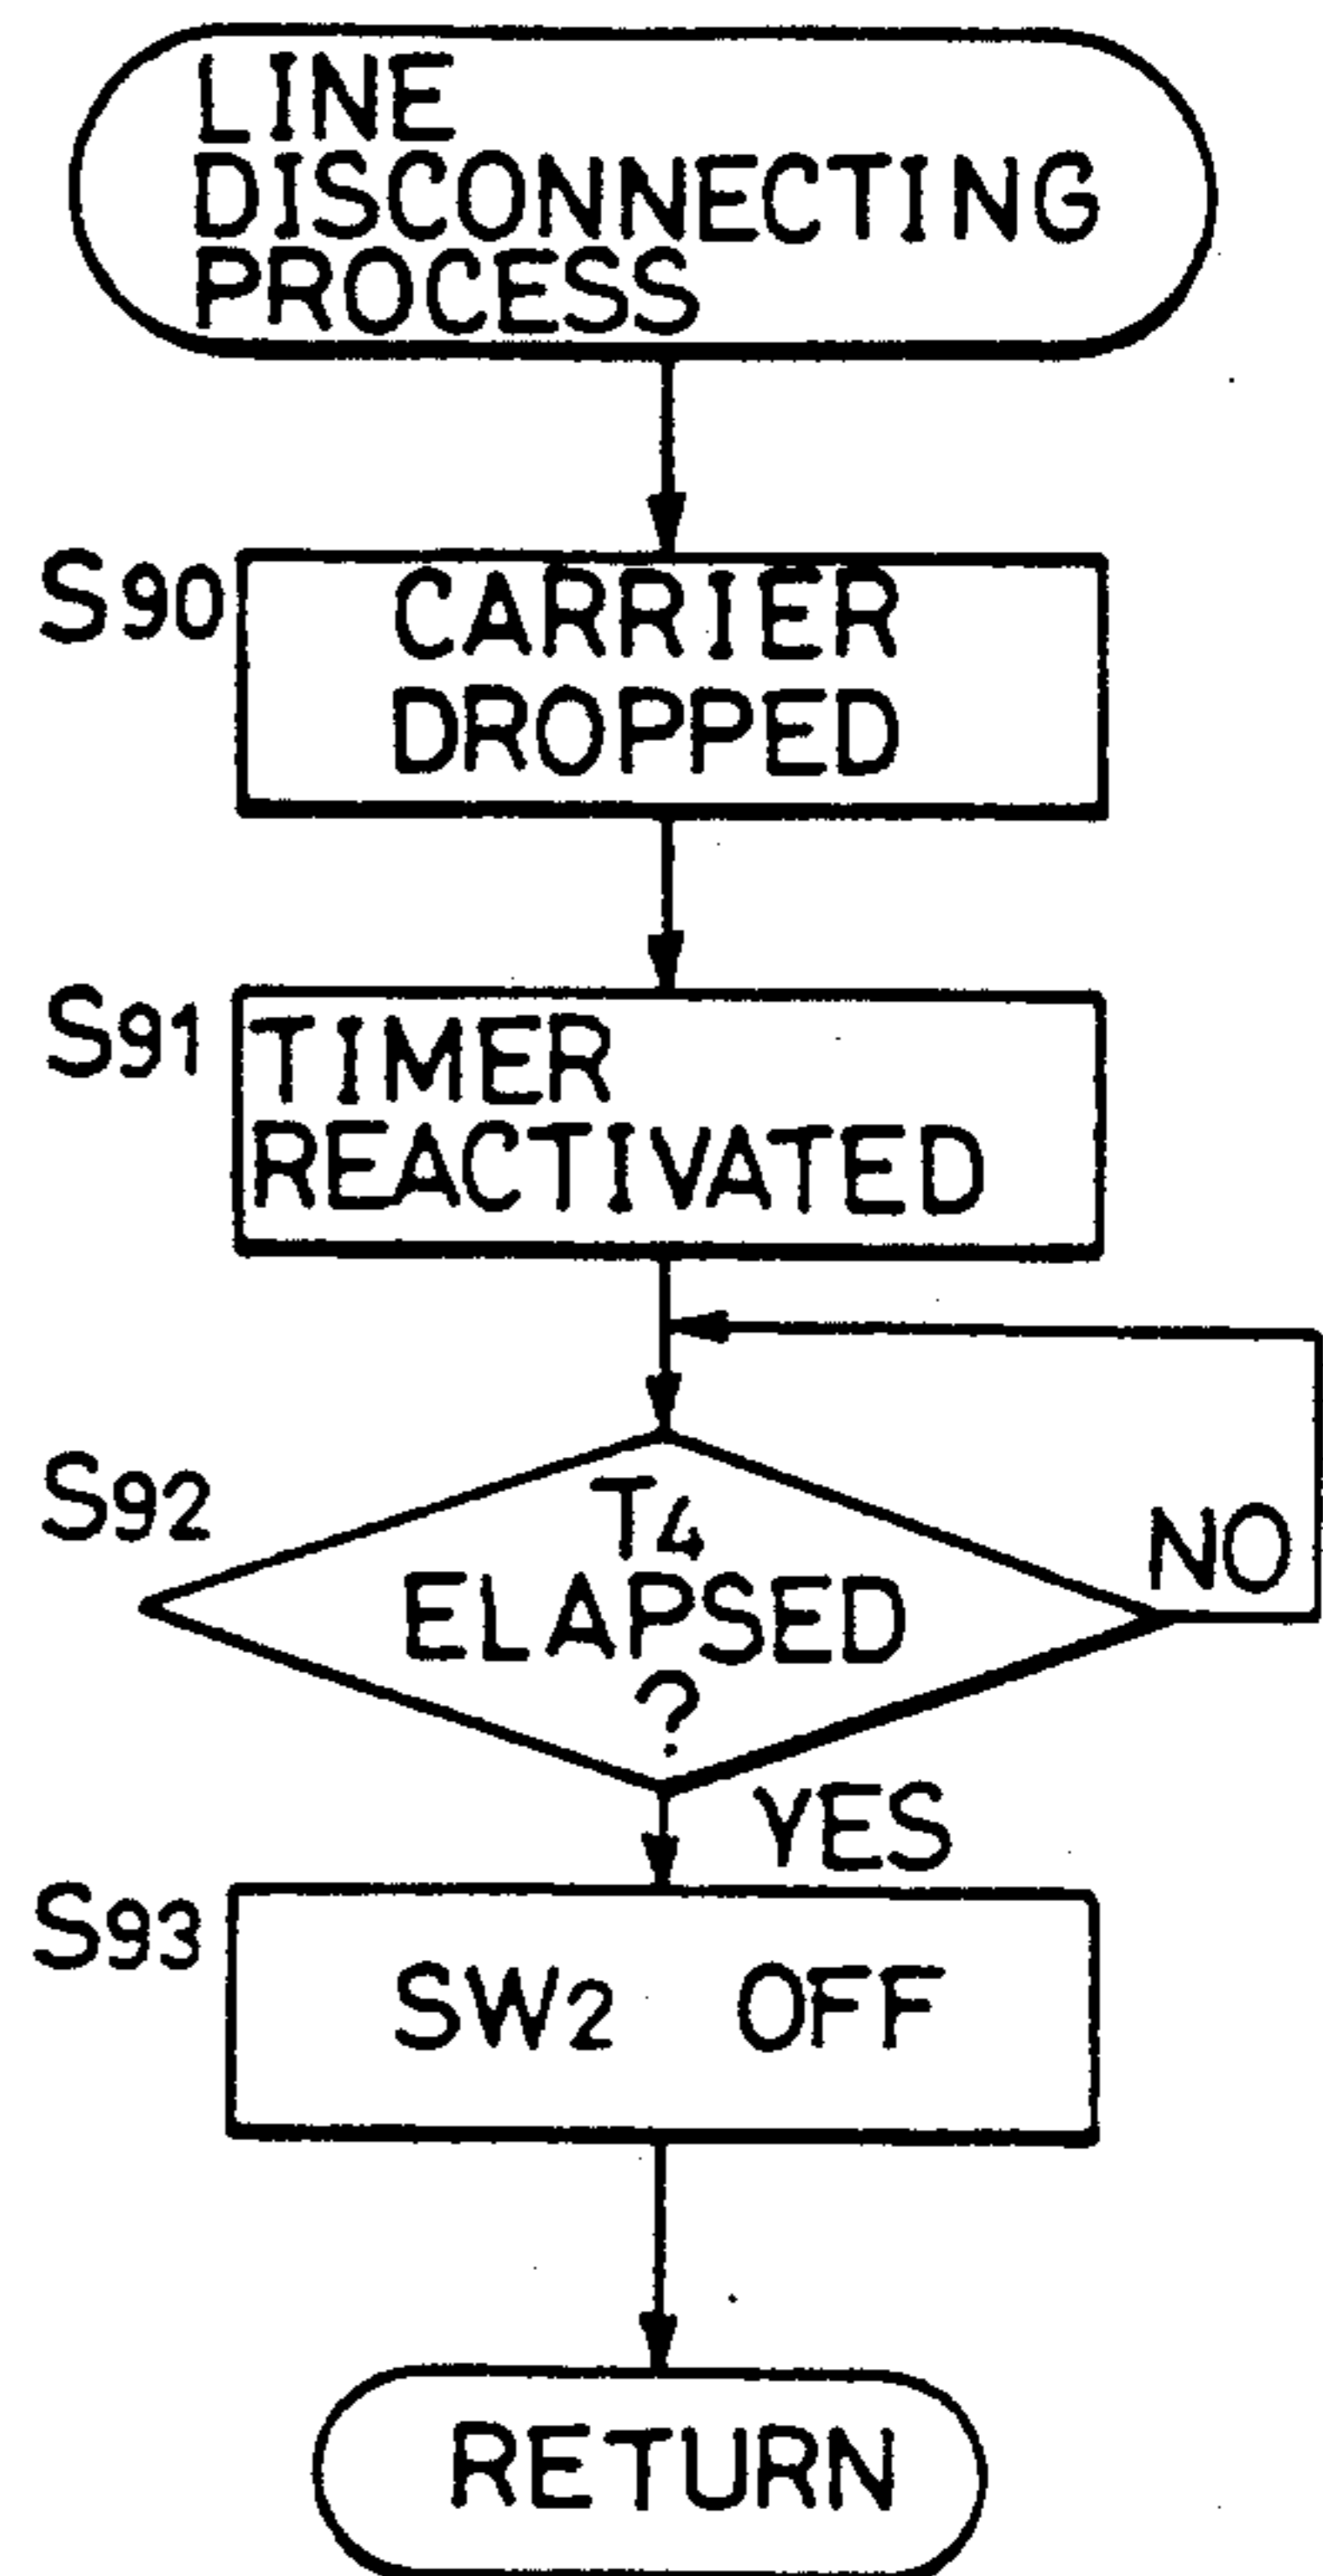 LINE
DISCONNECTING
PROCESS
S90
CARRIER
DROPPED
S91
TIMER
REACTIVATED
S92
T4
ELAPSED
?
NO
YES
S93
SW2 OFF
RETURN